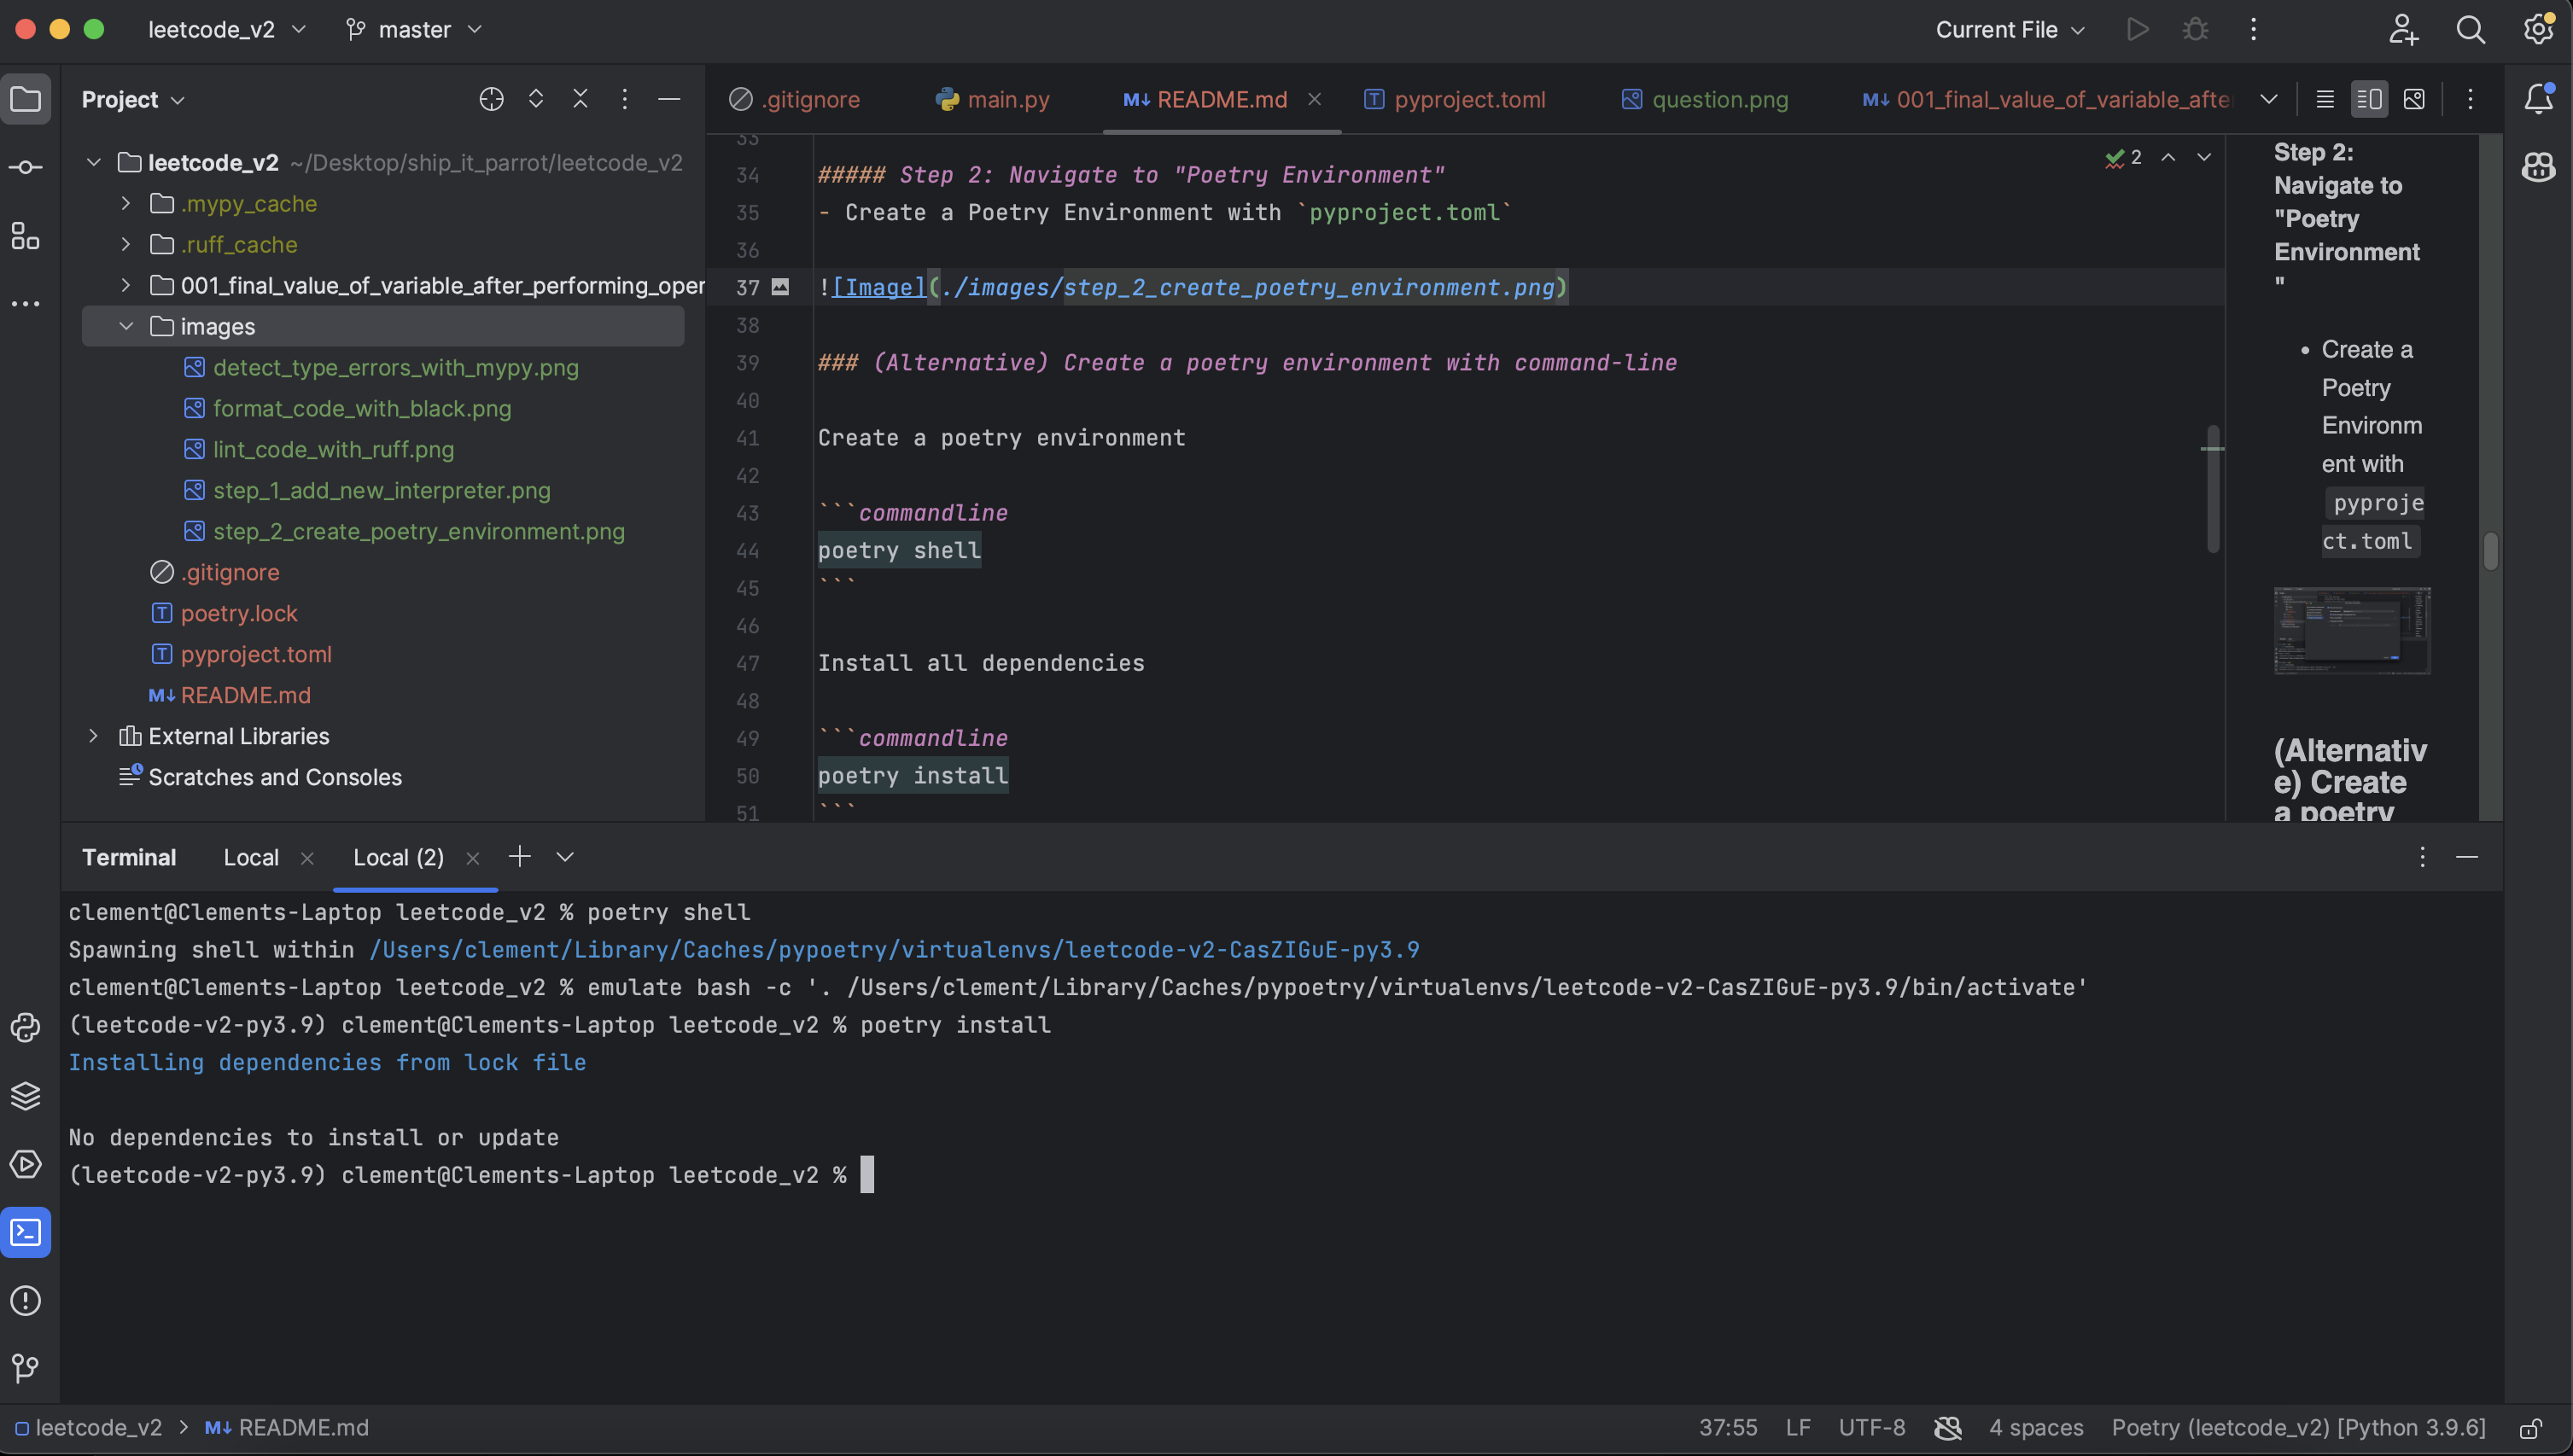 leetcode_v2
master
Current File
Project
.gitignore
main.py
README.md
pyproject.toml
question.png
001_final_value_of_variable_afte
leetcode_v2 ~/Desktop/ship_it_parrot/leetcode_v2
.mypy_cache
.ruff_cache
001_final_value_of_variable_after_performing_oper
images
detect_type_errors_with_mypy.png
format_code_with_black.png
lint_code_with_ruff.png
step_1_add_new_interpreter.png
step_2_create_poetry_environment.png
.gitignore
poetry.lock
pyproject.toml
README.md
External Libraries
Scratches and Consoles
33
34 ##### Step 2: Navigate to "Poetry Environment"
35 - Create a Poetry Environment with `pyproject.toml`
36
37 ![Image](./images/step_2_create_poetry_environment.png)
38
39 ### (Alternative) Create a poetry environment with command-line
40
41 Create a poetry environment
42
43 ```commandline
44 poetry shell
45 ```
46
47 Install all dependencies
48
49 ```commandline
50 poetry install
51 ```
2
Step 2:
Navigate to
"Poetry
Environment
"
• Create a
Poetry
Environm
ent with
pyproje
ct.toml
(Alternativ
e) Create
a poetry
Terminal
Local
Local (2)
clement@Clements-Laptop leetcode_v2 % poetry shell
Spawning shell within /Users/clement/Library/Caches/pypoetry/virtualenvs/leetcode-v2-CasZIGuE-py3.9
clement@Clements-Laptop leetcode_v2 % emulate bash -c '. /Users/clement/Library/Caches/pypoetry/virtualenvs/leetcode-v2-CasZIGuE-py3.9/bin/activate'
(leetcode-v2-py3.9) clement@Clements-Laptop leetcode_v2 % poetry install
Installing dependencies from lock file
No dependencies to install or update
(leetcode-v2-py3.9) clement@Clements-Laptop leetcode_v2 %
leetcode_v2 > README.md
37:55
LF
UTF-8
4 spaces
Poetry (leetcode_v2) [Python 3.9.6]